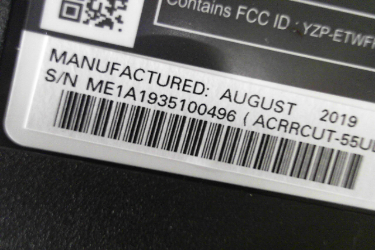 Contains FCC ID : YZP-ETWF
MANUFACTURED: AUGUST 2019
S/N ME1A1935100496 ( ACRRCUT-55U